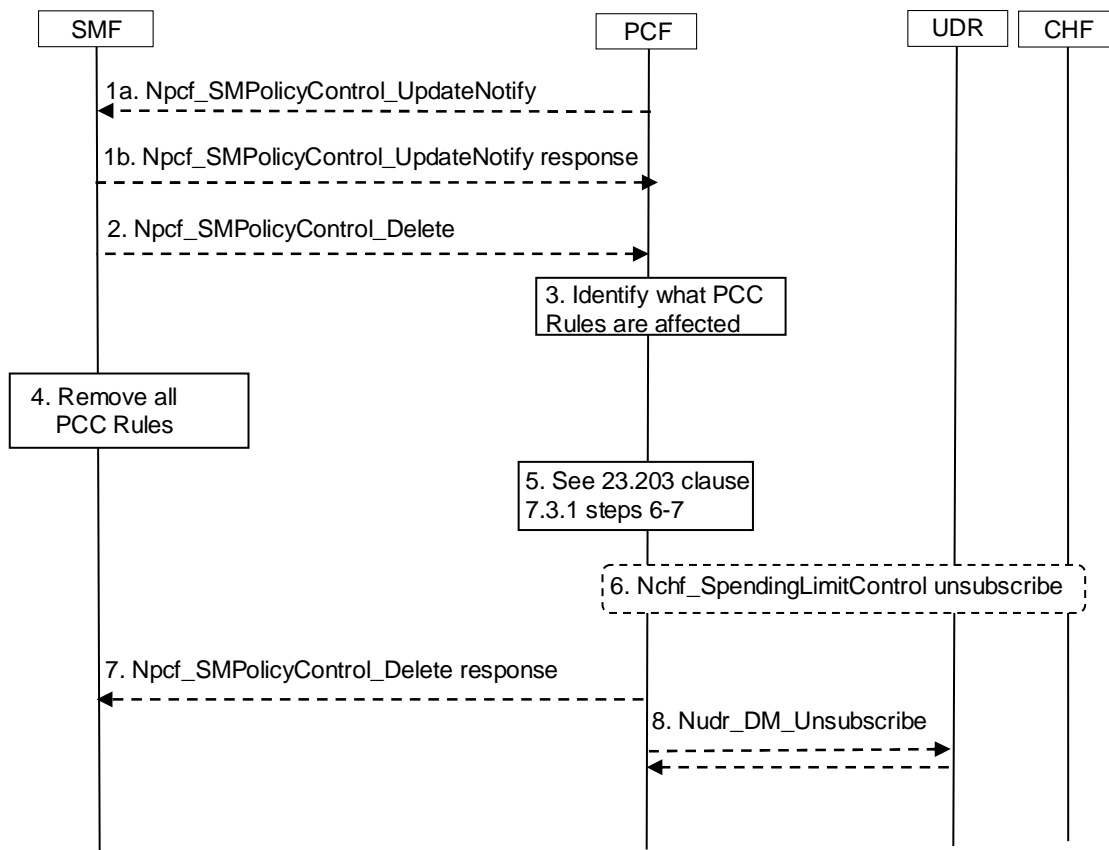 SMF
PCF
UDR
CHF
1a. Npcf_SMPolicyControl_UpdateNotify
1b. Npcf_SMPolicyControl_UpdateNotify response
2. Npcf_SMPolicyControl_Delete
3. Identify what PCC
Rules are affected
4. Remove all
PCC Rules
5. See 23.203 clause
7.3.1 steps 6-7
6. Nchf_SpendingLimitControl unsubscribe
7. Npcf_SMPolicyControl_Delete response
8. Nudr_DM_Unsubscribe